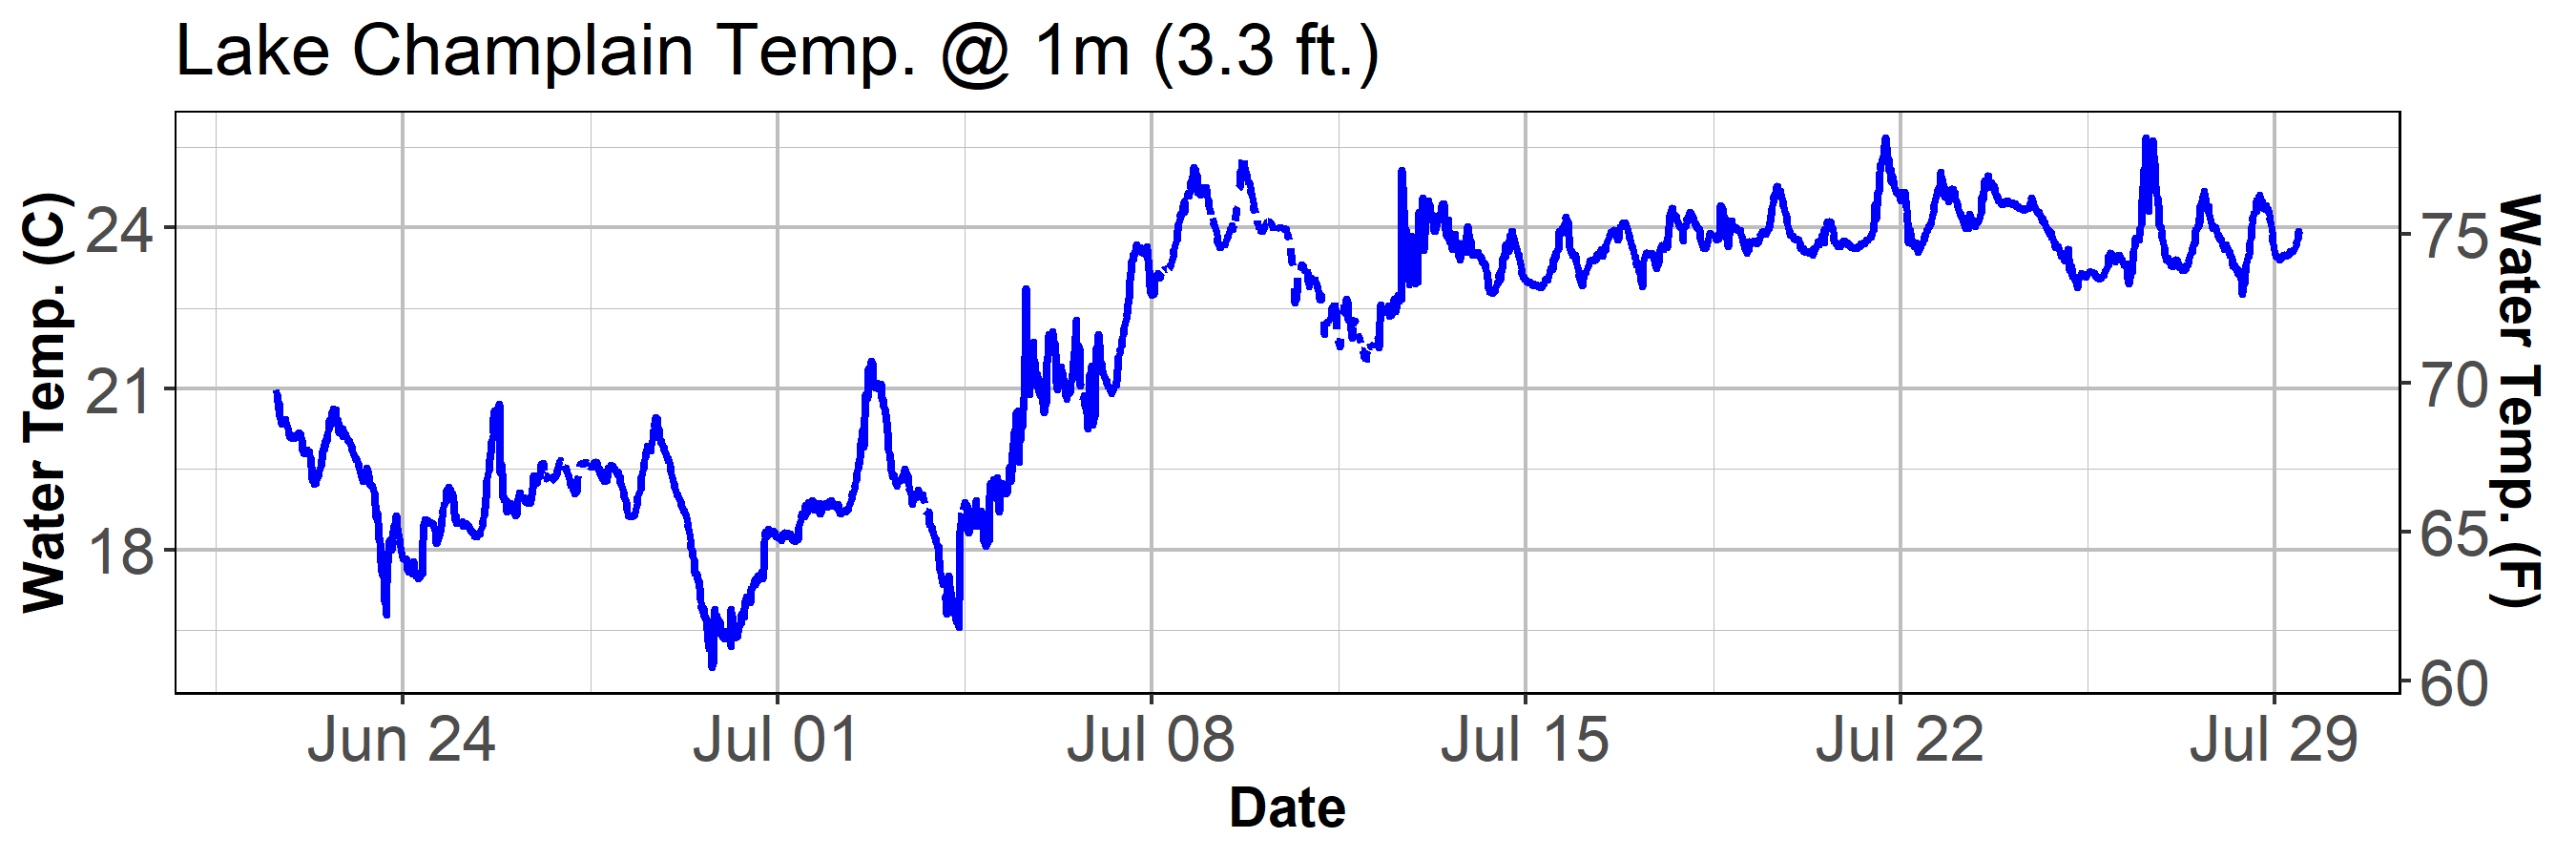 Lake Champlain Temp. @ 1m (3.3 ft.)
Water Temp. (C)
24
21
18
75
70
65
60
Water Temp. (F)
Jun 24
Jul 01
Jul 08
Jul 15
Jul 22
Jul 29
Date